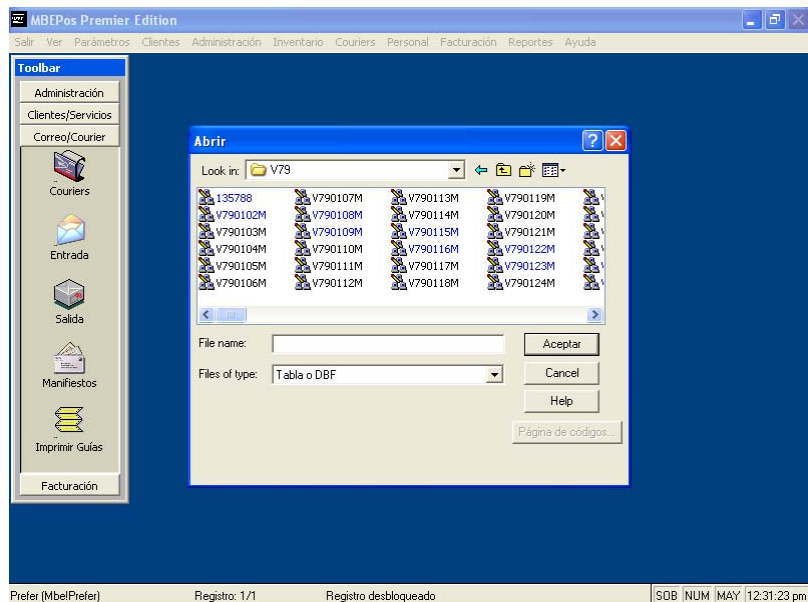 MBEPos Premier Edition
Salir Ver Parámetros Clientes Administración Inventario Couriers Personal Facturación Reportes Ayuda
Toolbar
Administración
Clientes/Servicios
Correo/Courier
Couriers
Entrada
Salida
Manifiestos
Imprimir Guías
Facturación
Abrir
Look in: V79
135788 V790107M V790113M V790119M
V790102M V790108M V790114M V790120M
V790103M V790109M V790115M V790121M
V790104M V790110M V790116M V790122M
V790105M V790111M V790117M V790123M
V790106M V790112M V790118M V790124M
File name: Aceptar
Files of type: Tabla o DBF Cancel
Help
Página de códigos...
Prefer (Mbe!Prefer) Registro: 1/1 Registro desbloqueado SOB NUM MAY 12:31:23 pm